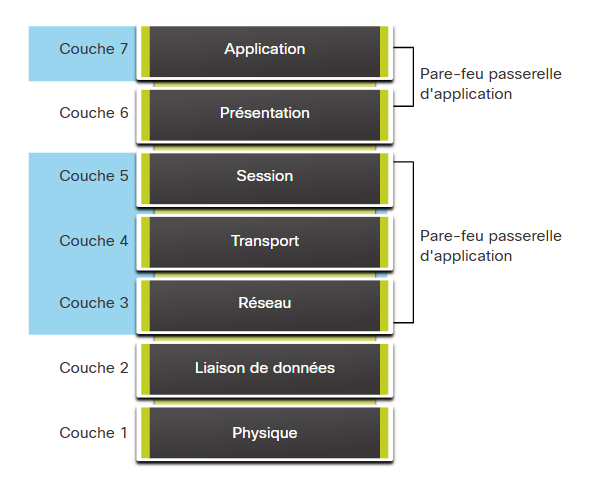 Couche 7 Application
Pare-feu passerelle
d'application
Couche 6 Présentation
Couche 5 Session
Couche 4 Transport
Pare-feu passerelle
d'application
Couche 3 Réseau
Couche 2 Liaison de données
Couche 1 Physique